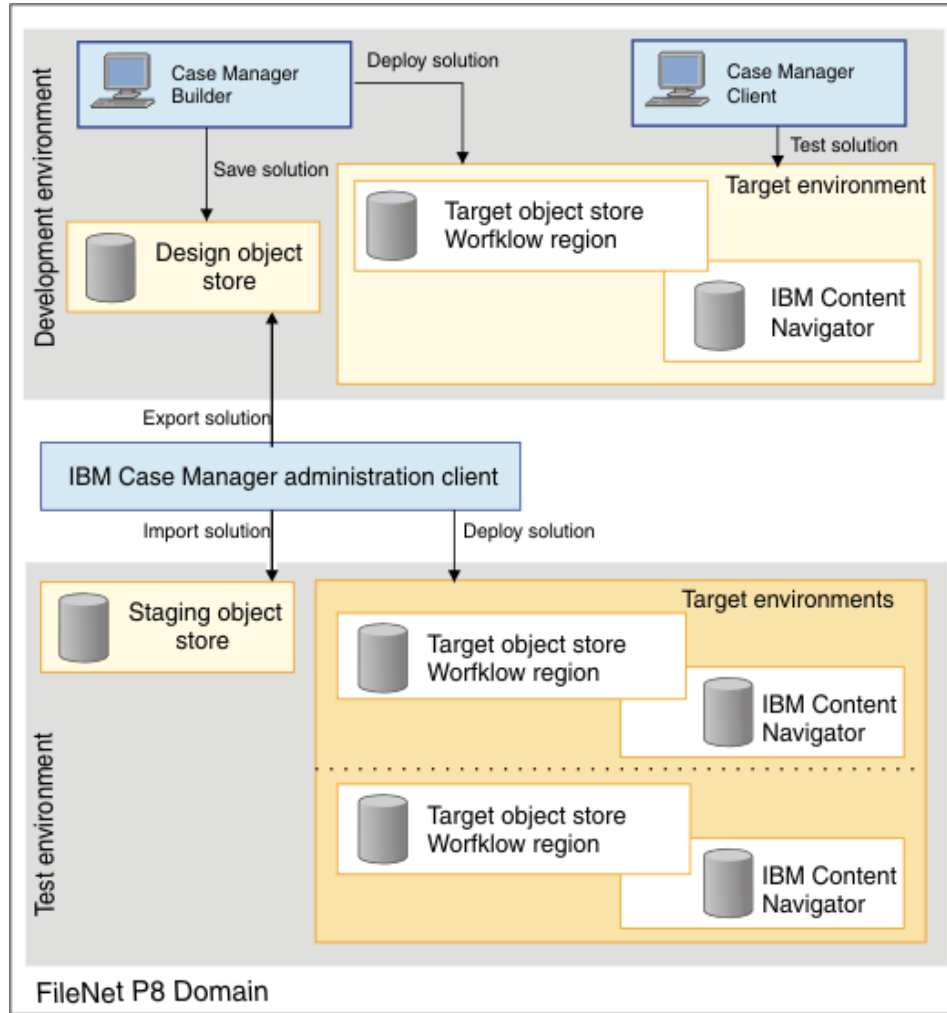 Development environment
Case Manager
Builder
Deploy solution
Case Manager
Client
Save solution
Test solution
Target environment
Target object store
Worfklow region
Design object
store
IBM Content
Navigator
Export solution
IBM Case Manager administration client
Import solution
Deploy solution
Test environment
Staging object
store
Target environments
Target object store
Worfklow region
IBM Content
Navigator
Target object store
Worfklow region
IBM Content
Navigator
FileNet P8 Domain